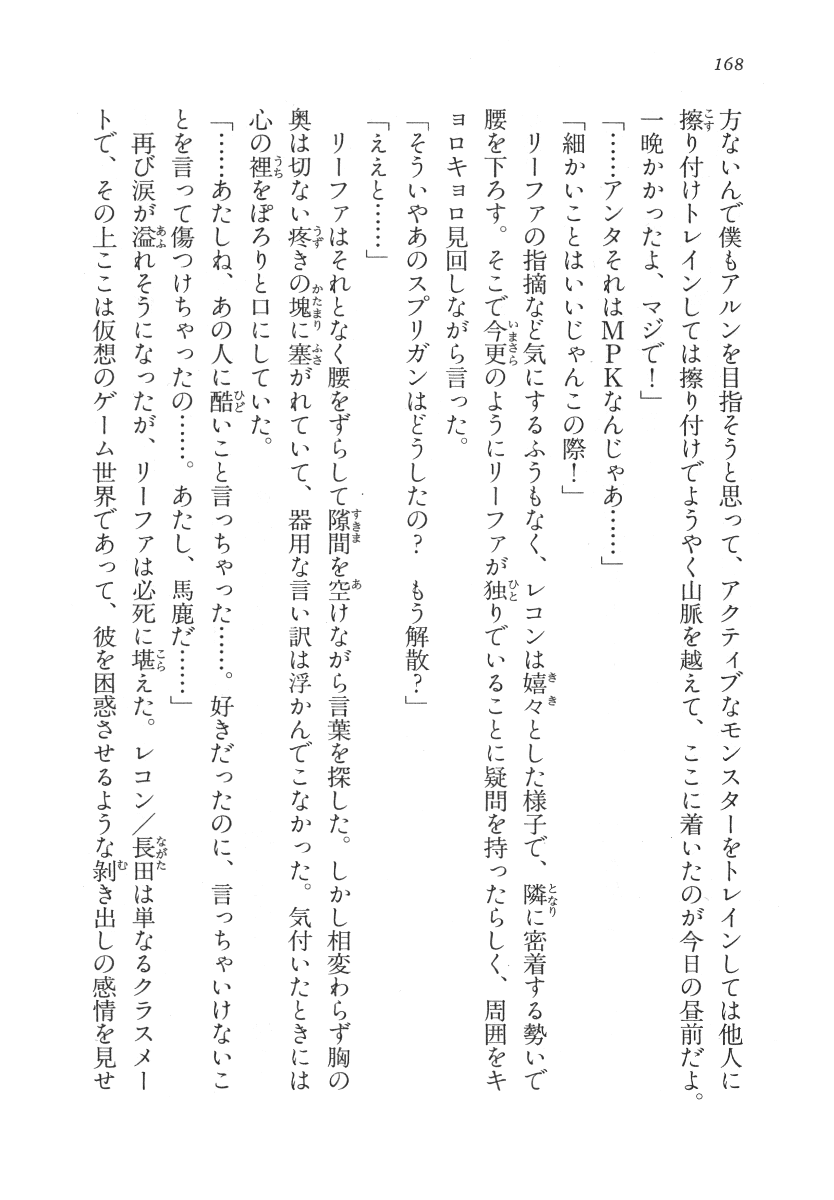 168
方ないんで僕もアルンを目指そうと思って、アクティブなモンスターをトレインしては他人に
擦り付けトレインしては擦り付けでようやく山脈を越えて、ここに着いたのが今日の昼前だよ。
一晩かかったよ、マジで！」
「……アンタそれはＭＰＫなんじゃあ……」
「細かいことはいいじゃんこの際！」
リーファの指摘など気にするふうもなく、レコンは嬉々とした様子で、隣に密着する勢いで
腰を下ろす。そこで今更のようにリーファが独りでいることに疑問を持ったらしく、周囲をキ
ョロキョロ見回しながら言った。
「そういやあのスプリガンはどうしたの？　もう解散？」
「ええと……」
リーファはそれとなく腰をずらして隙間を空けながら言葉を探した。しかし相変わらず胸の
奥は切ない疼きの塊に塞がれていて、器用な言い訳は浮かんでこなかった。気付いたときには
心の裡をぽろりと口にしていた。
「……あたしね、あの人に酷いこと言っちゃった……。好きだったのに、言っちゃいけないこ
とを言って傷つけちゃったの……。あたし、馬鹿だ……」
再び涙が溢れそうになったが、リーファは必死に堪えた。レコン／長田は単なるクラスメー
トで、その上ここは仮想のゲーム世界であって、彼を困惑させるような剥き出しの感情を見せ